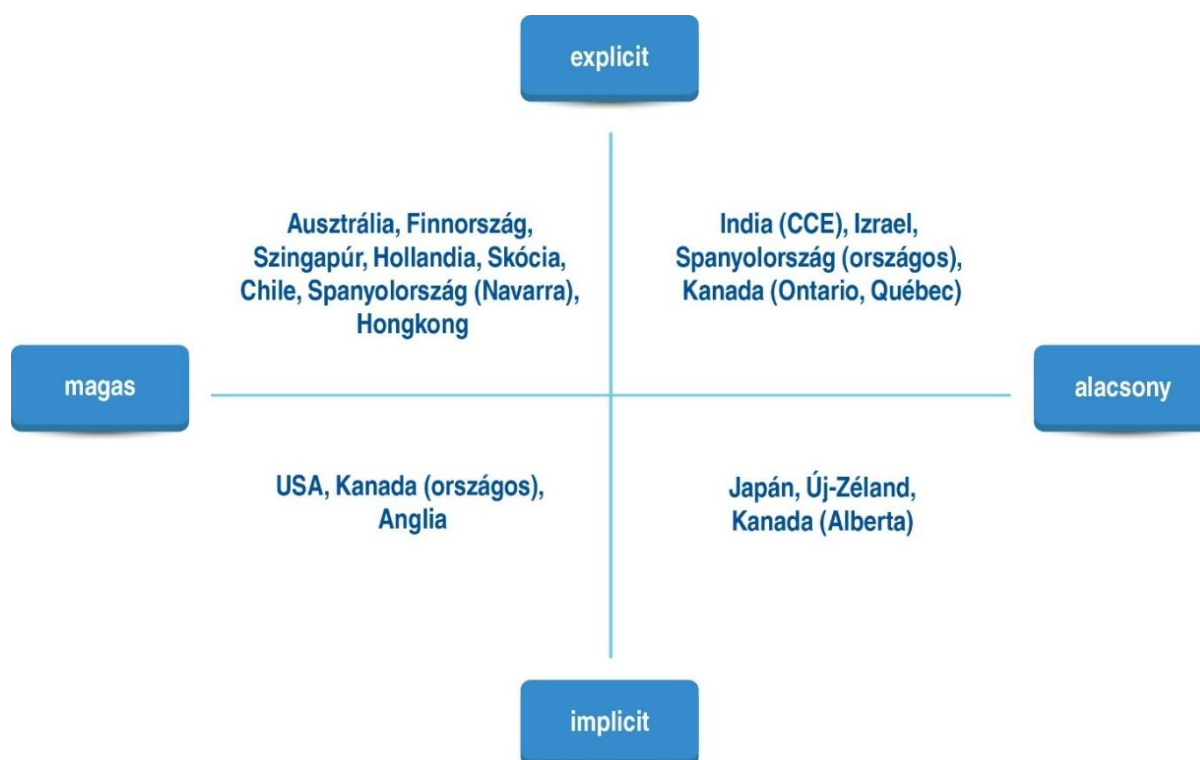 explicit
Ausztrália, Finnország,
Szingapúr, Hollandia, Skócia,
Chile, Spanyolország (Navarra),
Hongkong
India (CCE), Izrael,
Spanyolország (országos),
Kanada (Ontario, Québec)
magas
alacsony
USA, Kanada (országos),
Anglia
Japán, Új-Zéland,
Kanada (Alberta)
implicit